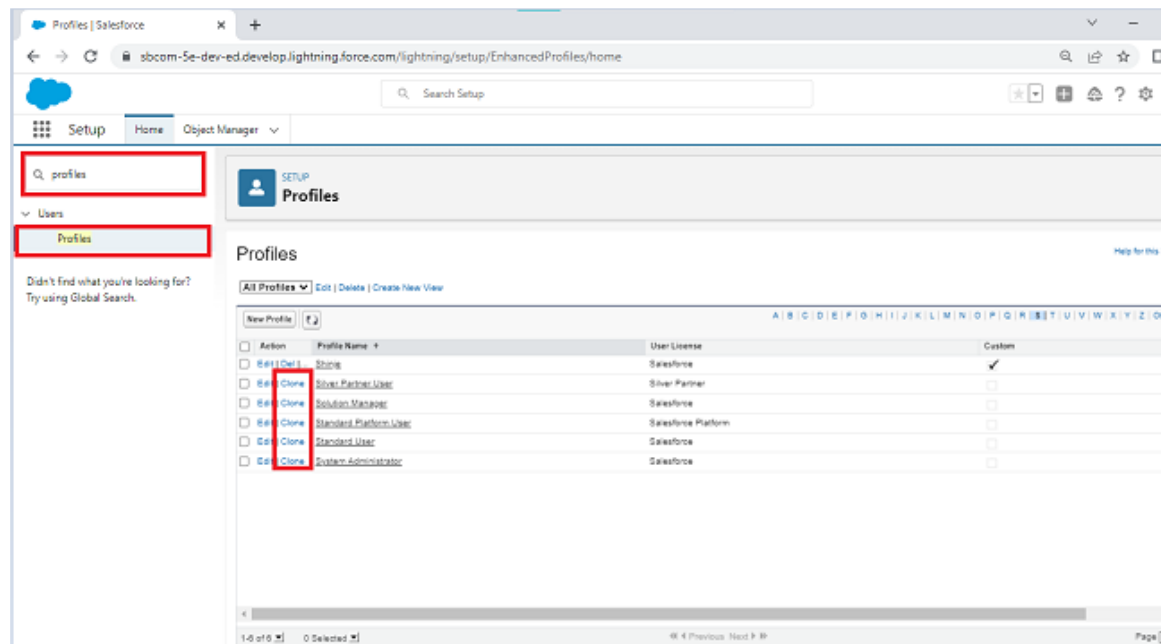 Profiles | Salesforce
sbcom-5e-dev-ed.develop.lightning.force.com/lightning/setup/EnhancedProfiles/home
Search Setup
Setup Home Object Manager
profiles
Users
Profiles
Didn't find what you're looking for?
Try using Global Search.
SETUP
Profiles
Profiles
Help for this
All Profiles Edit | Delete | Create New View
New Profile
A | B | C | D | E | F | G | H | I | J | K | L | M | N | O | P | Q | R | S | T | U | V | W | X | Y | Z | O
Action Profile Name User License Custom
Edit | Del | ... Salesforce
Edit | Clone Silver Partner User Silver Partner
Edit | Clone Solution Manager Salesforce
Edit | Clone Standard Platform User Salesforce Platform
Edit | Clone Standard User Salesforce
Edit | Clone System Administrator Salesforce
1-6 of 6 0 Selected Previous Next Page